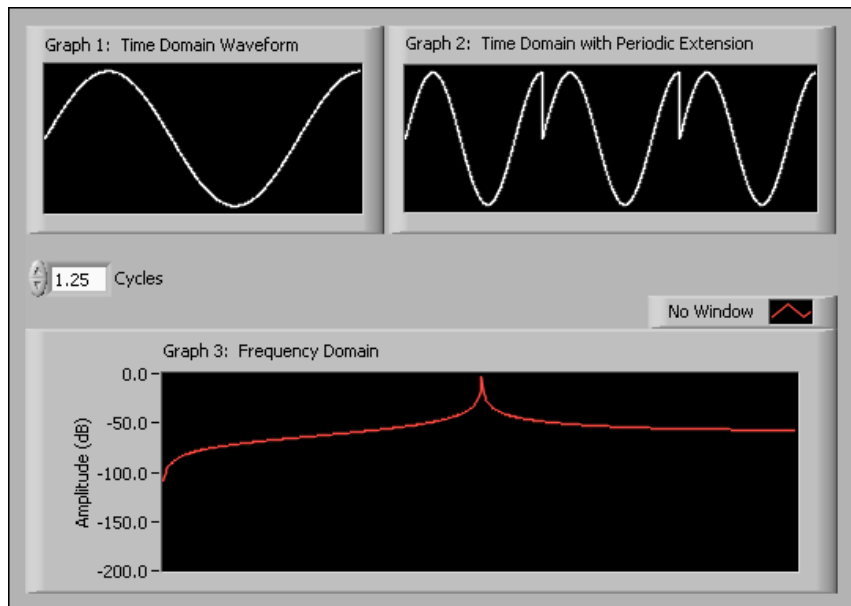 Graph 1: Time Domain Waveform
Graph 2: Time Domain with Periodic Extension
1.25 Cycles
No Window
Graph 3: Frequency Domain
Amplitude (dB)
0.0
-50.0
-100.0
-150.0
-200.0